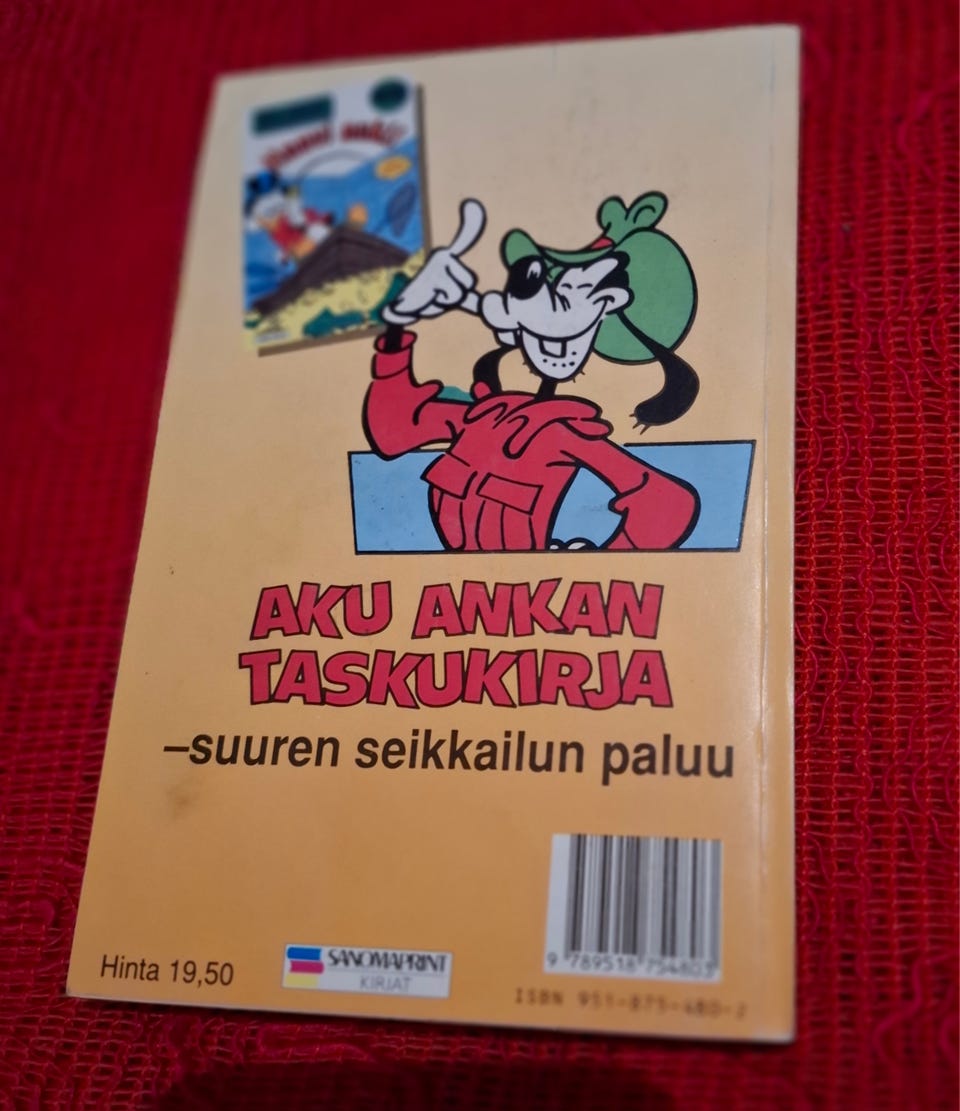 AKU ANKAN
TASKUKIRJA
–suuren seikkailun paluu
Hinta 19,50
SANOMAPRINT
KIRJAT
9 789518 754803
ISBN 951-875-480-2